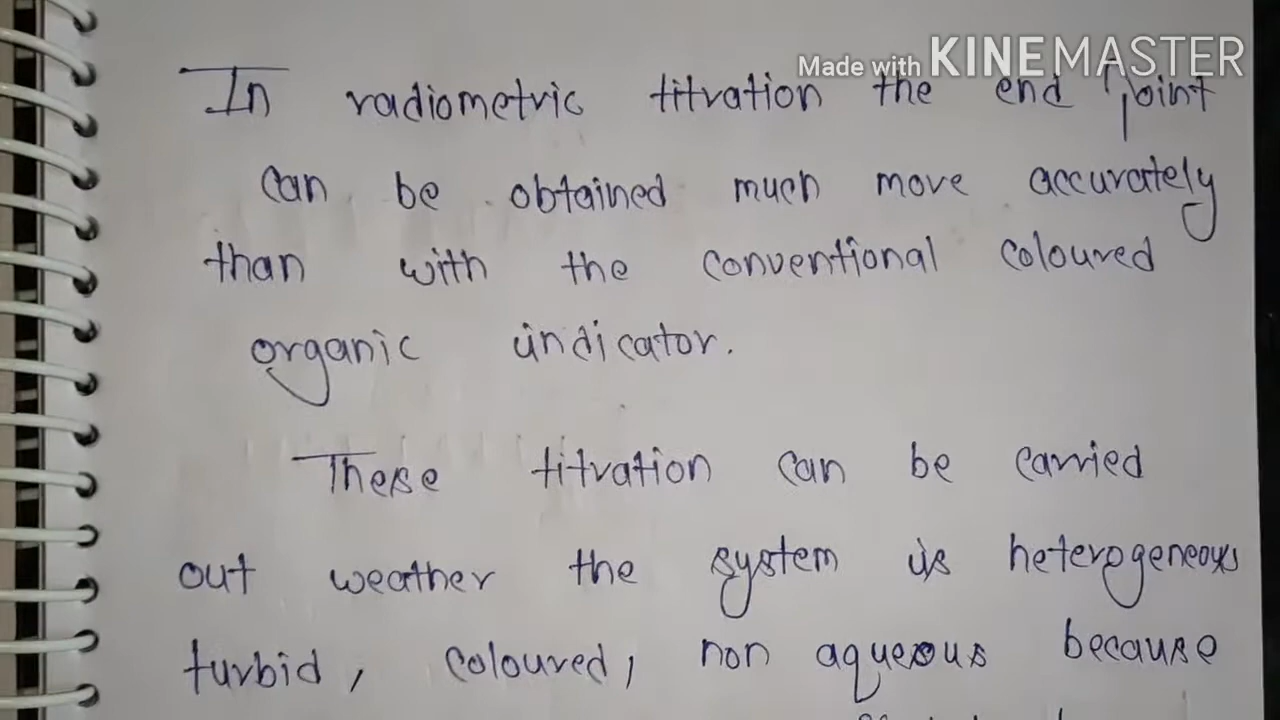 Made with KINEMASTER
In radiometric titration the end point
can be obtained much more accurately
than with the conventional coloured
organic indicator.
These titration can be carried
out weather the system is heterogeneous
turbid, coloured, non aqueous because